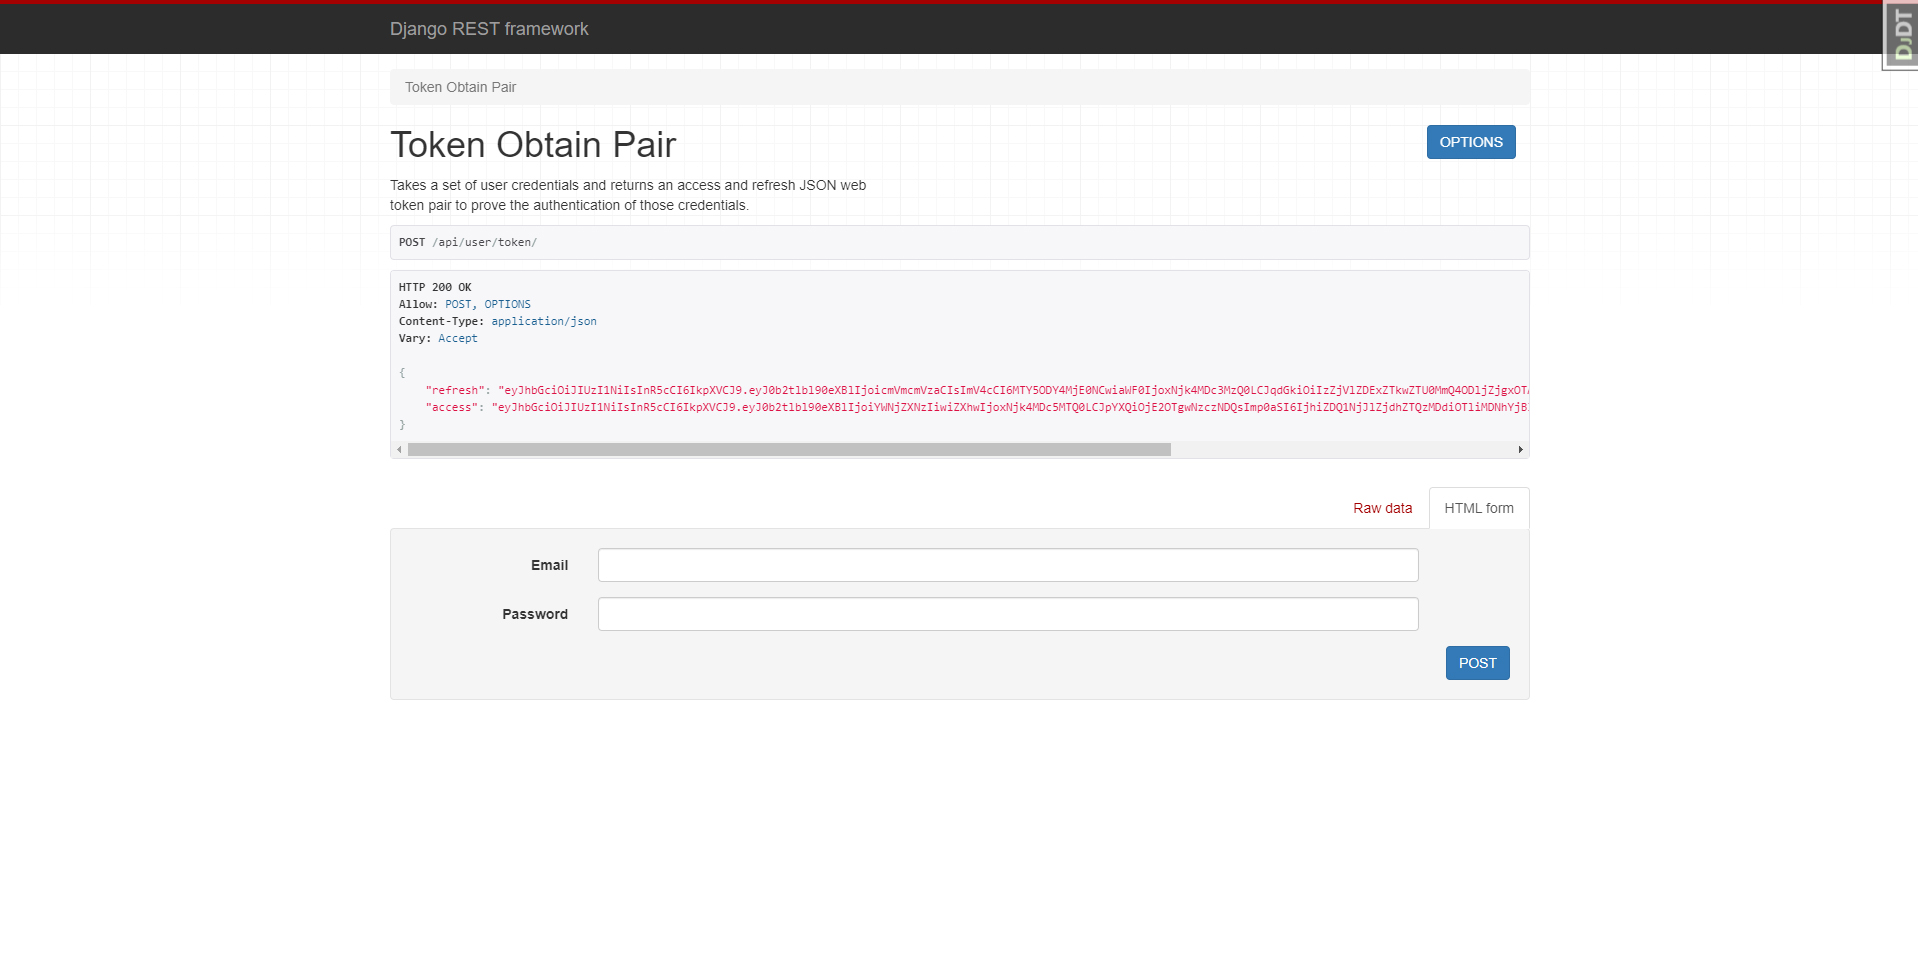 Django REST framework
DjDT
Token Obtain Pair
Token Obtain Pair
OPTIONS
Takes a set of user credentials and returns an access and refresh JSON web
token pair to prove the authentication of those credentials.
POST /api/user/token/
HTTP 200 OK
Allow: POST, OPTIONS
Content-Type: application/json
Vary: Accept
{
"refresh": "eyJhbGciOiJIUzI1NiIsInR5cCI6IkpXVCJ9.eyJ0b2tlbl90eXBlIjoicmVmcmVzaCIsImV4cCI6MTY5ODY4MjE0NCwiaWF0IjoxNjk4MDc3MzQ0LCJqdGkiOiIzZjVlZDExZTkwZTU0MmQ4ODljZjgxOTA
"access": "eyJhbGciOiJIUzI1NiIsInR5cCI6IkpXVCJ9.eyJ0b2tlbl90eXBlIjoiYWNjZXNzIiwiZXhwIjoxNjk4MDc5MTQ0LCJpYXQiOjE2OTgwNzczNDQsImp0aSI6IjhiZDQ1NjJlZjdhZTQzMDdiOTliMDNhYjB
}
Raw data
HTML form
Email
Password
POST